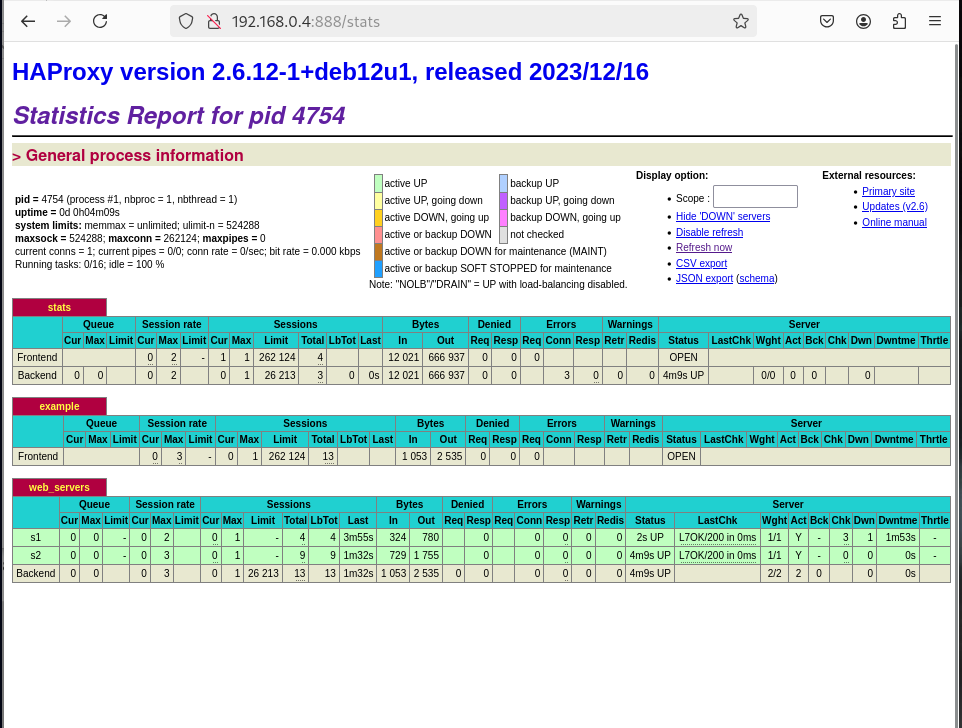 192.168.0.4:888/stats
HAProxy version 2.6.12-1+deb12u1, released 2023/12/16
Statistics Report for pid 4754
> General process information
pid = 4754 (process #1, nbproc = 1, nbthread = 1)
uptime = 0d 0h04m09s
system limits: memmax = unlimited; ulimit-n = 524288
maxsock = 524288; maxconn = 262124; maxpipes = 0
current conns = 1; current pipes = 0/0; conn rate = 0/sec; bit rate = 0.000 kbps
Running tasks: 0/16; idle = 100 %
active UP backup UP
active UP, going down backup UP, going down
active DOWN, going up backup DOWN, going up
active or backup DOWN not checked
active or backup DOWN for maintenance (MAINT)
active or backup SOFT STOPPED for maintenance
Note: "NOLB"/"DRAIN" = UP with load-balancing disabled.
Display option:
Scope :
Hide 'DOWN' servers
Disable refresh
Refresh now
CSV export
JSON export (schema)
External resources:
Primary site
Updates (v2.6)
Online manual
stats
Queue Session rate Sessions Bytes Denied Errors Warnings Server
Cur Max Limit Cur Max Limit Cur Max Limit Total LbTot Last In Out Req Resp Req Conn Resp Retr Redis Status LastChk Wght Act Bck Chk Dwn Dwntme Thrtle
Frontend 0 2 - 1 1 262 124 4 12 021 666 937 0 0 0 OPEN
Backend 0 0 0 2 0 1 26 213 3 0 0s 12 021 666 937 0 0 3 0 0 0 4m9s UP 0/0 0 0 0
example
Queue Session rate Sessions Bytes Denied Errors Warnings Server
Cur Max Limit Cur Max Limit Cur Max Limit Total LbTot Last In Out Req Resp Req Conn Resp Retr Redis Status LastChk Wght Act Bck Chk Dwn Dwntme Thrtle
Frontend 0 3 - 0 1 262 124 13 1 053 2 535 0 0 0 OPEN
web_servers
Queue Session rate Sessions Bytes Denied Errors Warnings Server
Cur Max Limit Cur Max Limit Cur Max Limit Total LbTot Last In Out Req Resp Req Conn Resp Retr Redis Status LastChk Wght Act Bck Chk Dwn Dwntme Thrtle
s1 0 0 - 0 2 0 1 - 4 4 3m55s 324 780 0 0 0 0 0 2s UP L7OK/200 in 0ms 1/1 Y - 3 1 1m53s -
s2 0 0 - 0 3 0 1 - 9 9 1m32s 729 1 755 0 0 0 0 0 4m9s UP L7OK/200 in 0ms 1/1 Y - 0 0 0s -
Backend 0 0 0 3 0 1 26 213 13 13 1m32s 1 053 2 535 0 0 0 0 0 0 4m9s UP 2/2 2 0 0 0s